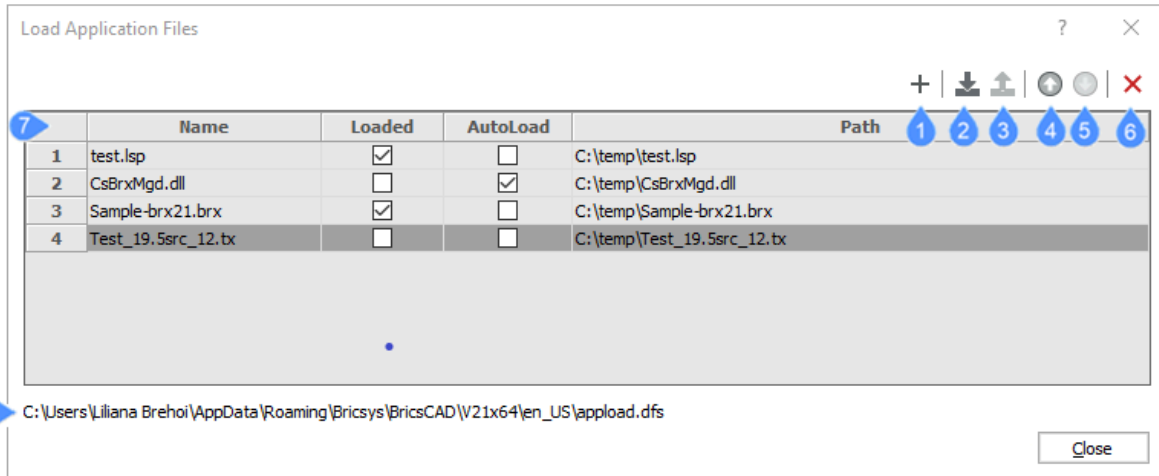 Load Application Files ?
1 2 3 4 5 6
7 Name Loaded AutoLoad Path
1 test.lsp C:\temp\test.lsp
2 CsBrxMgd.dll C:\temp\CsBrxMgd.dll
3 Sample-brx21.brx C:\temp\Sample-brx21.brx
4 Test_19.5src_12.tx C:\temp\Test_19.5src_12.tx
C:\Users\Liliana Brehoi\AppData\Roaming\Bricsys\BricsCAD\V21x64\en_US\appload.dfs
Close